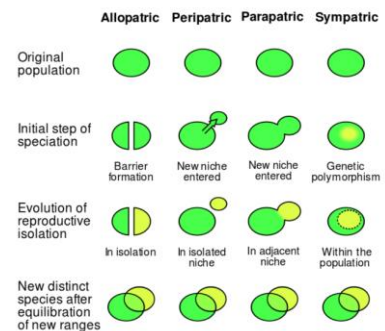 Allopatric Peripatric Parapatric Sympatric
Original
population
Initial step of
speciation
Barrier
formation
New niche
entered
New niche
entered
Genetic
polymorphism
Evolution of
reproductive
isolation
In isolation
In isolated
niche
In adjacent
niche
Within the
population
New distinct
species after
equilibration
of new ranges